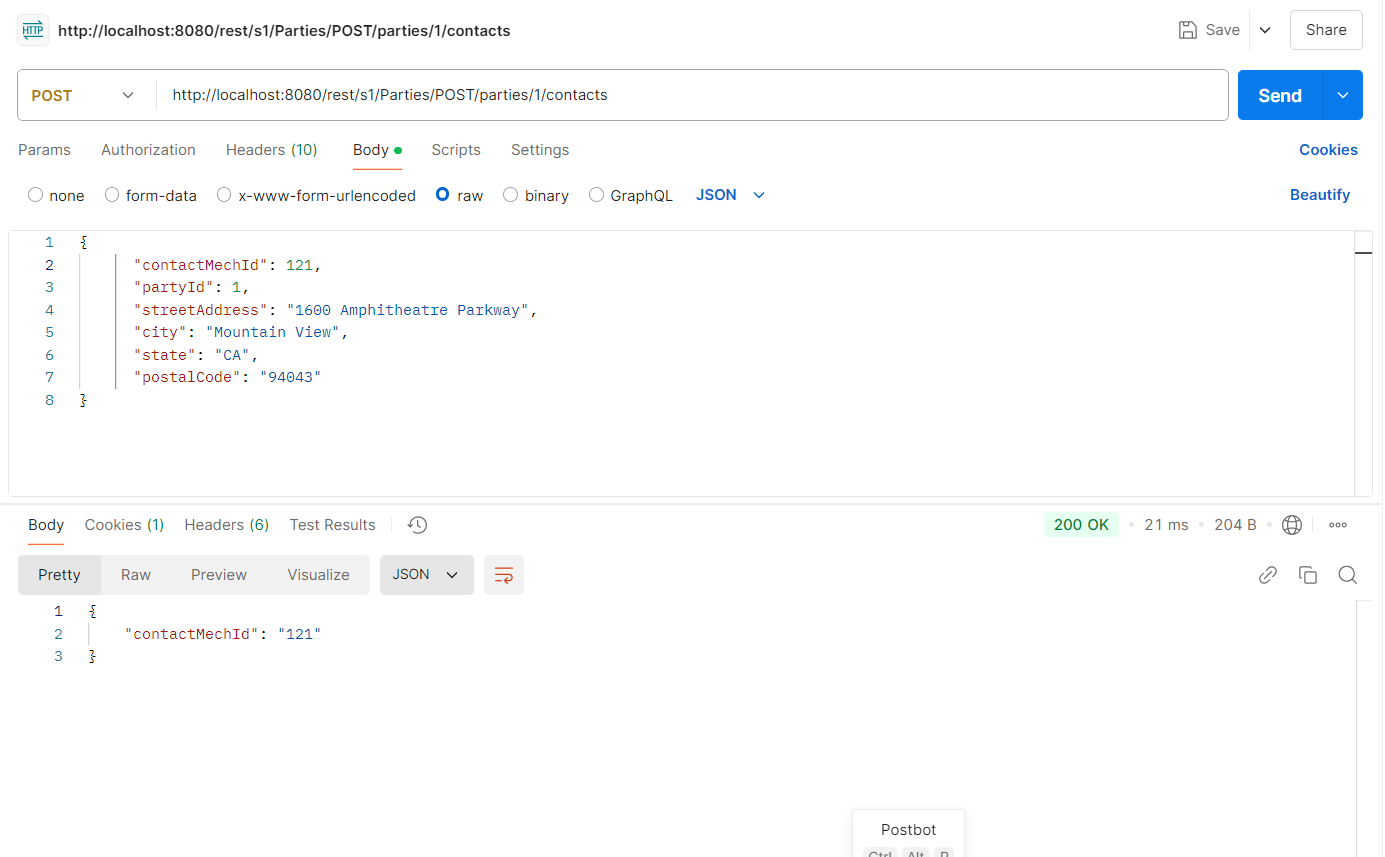 HTTP http://localhost:8080/rest/s1/Parties/POST/parties/1/contacts Save Share
POST http://localhost:8080/rest/s1/Parties/POST/parties/1/contacts Send
Params Authorization Headers (10) Body Scripts Settings Cookies
none form-data x-www-form-urlencoded raw binary GraphQL JSON Beautify
1 {
2 "contactMechId": 121,
3 "partyId": 1,
4 "streetAddress": "1600 Amphitheatre Parkway",
5 "city": "Mountain View",
6 "state": "CA",
7 "postalCode": "94043"
8 }
Body Cookies (1) Headers (6) Test Results 200 OK 21 ms 204 B
Pretty Raw Preview Visualize JSON
1 {
2 "contactMechId": "121"
3 }
Postbot
Ctrl Alt P